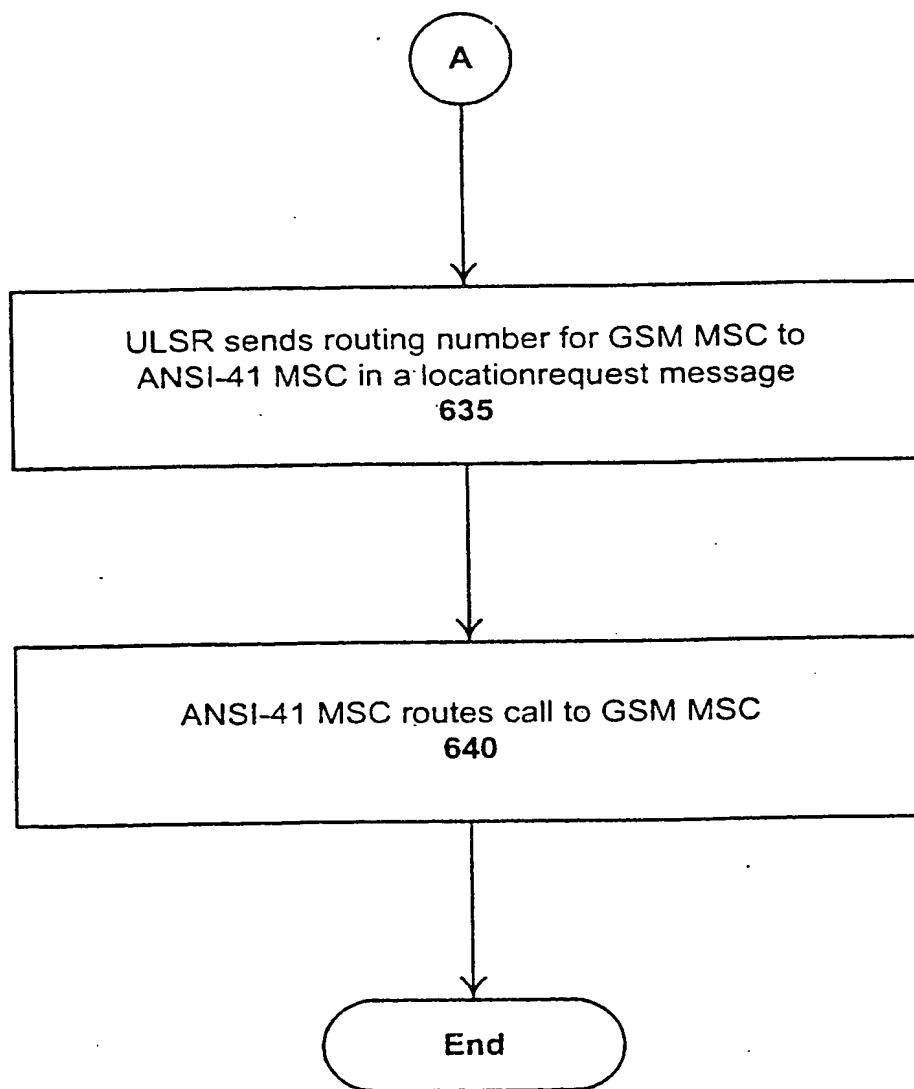 A
ULSR sends routing number for GSM MSC to
ANSI-41 MSC in a locationrequest message
635
ANSI-41 MSC routes call to GSM MSC
640
End